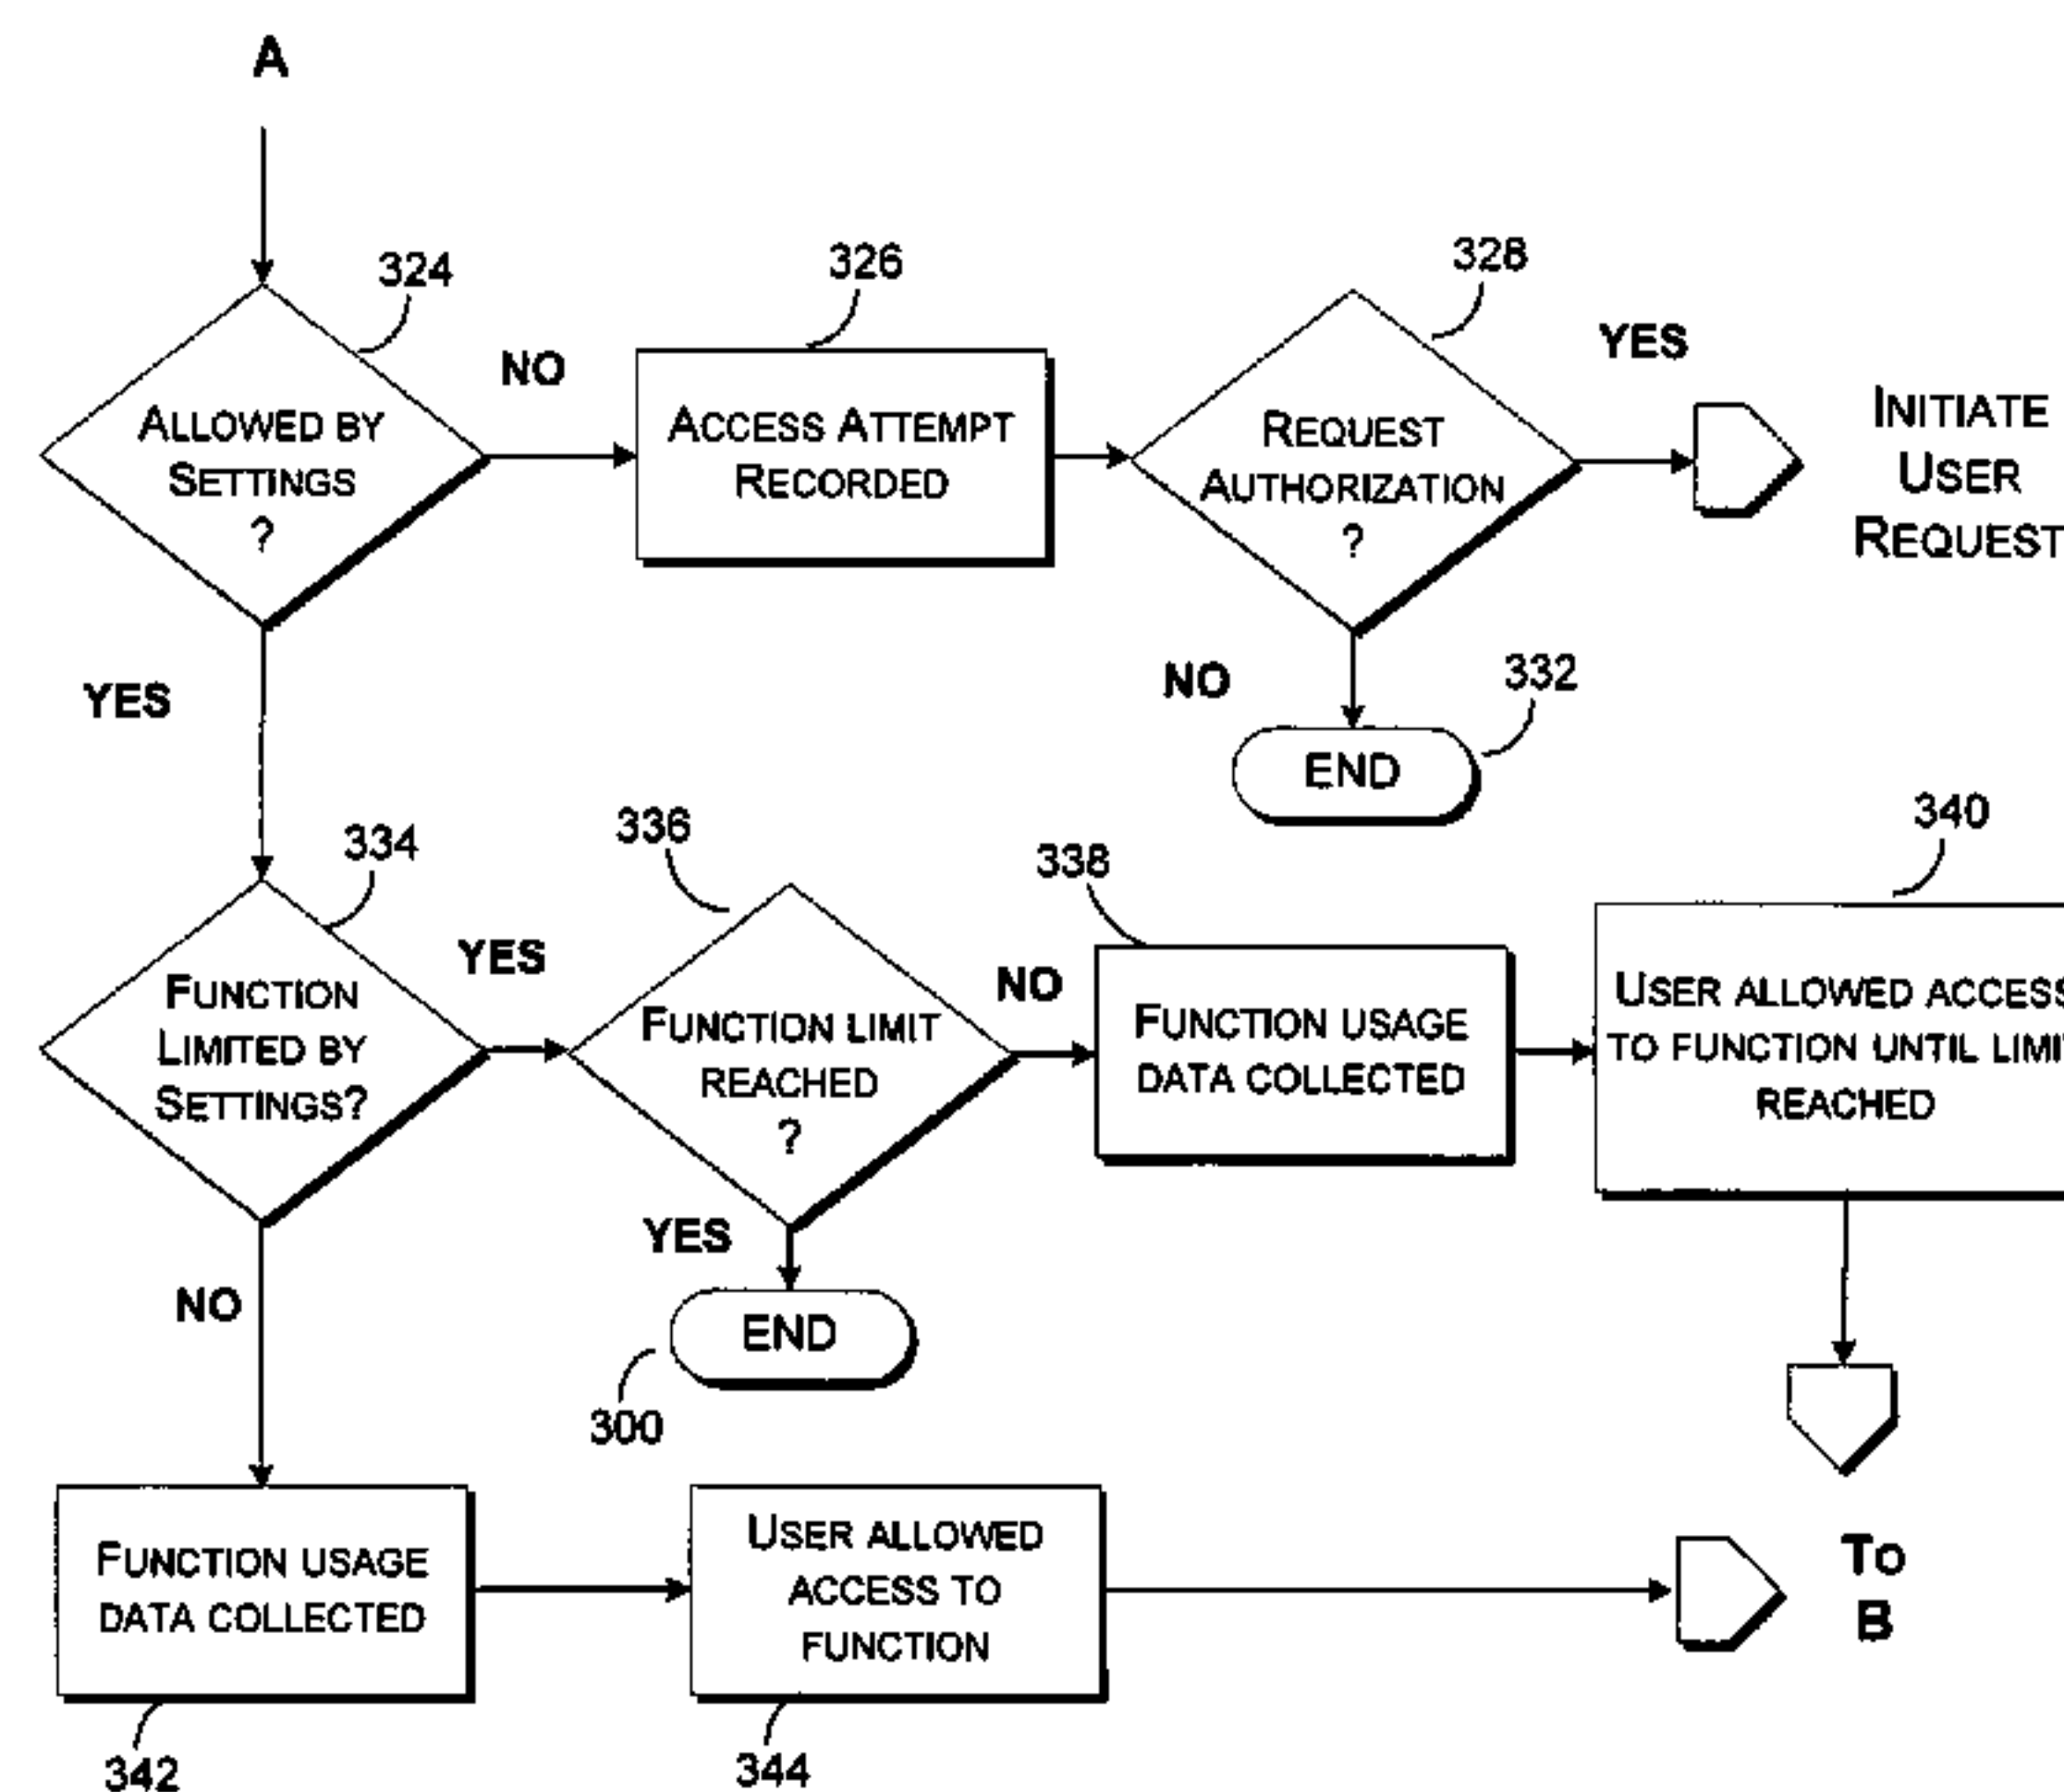 A
324
326
328
NO
YES
ALLOWED BY
SETTINGS
?
ACCESS ATTEMPT
RECORDED
REQUEST
AUTHORIZATION
?
INITIATE
USER
REQUEST
YES
NO
332
END
334
336
338
340
YES
NO
FUNCTION
LIMITED BY
SETTINGS?
FUNCTION LIMIT
REACHED
?
FUNCTION USAGE
DATA COLLECTED
USER ALLOWED ACCESS
TO FUNCTION UNTIL LIMIT
REACHED
NO
YES
END
300
FUNCTION USAGE
DATA COLLECTED
USER ALLOWED
ACCESS TO
FUNCTION
TO
B
342
344